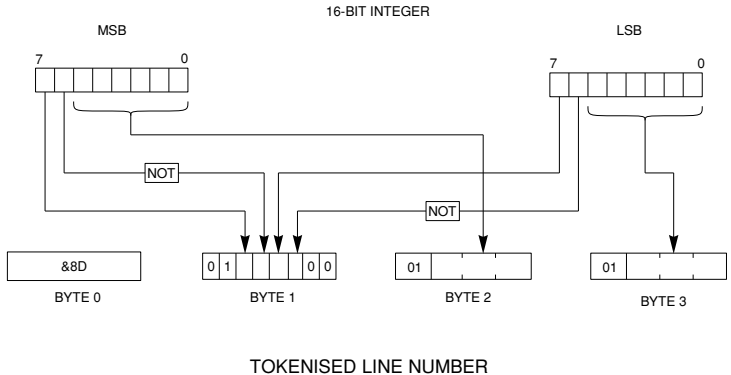 16-BIT INTEGER
MSB LSB
7 0 7 0
NOT
NOT
&8D 0 1 0 0 01 01
BYTE 0 BYTE 1 BYTE 2 BYTE 3
TOKENISED LINE NUMBER